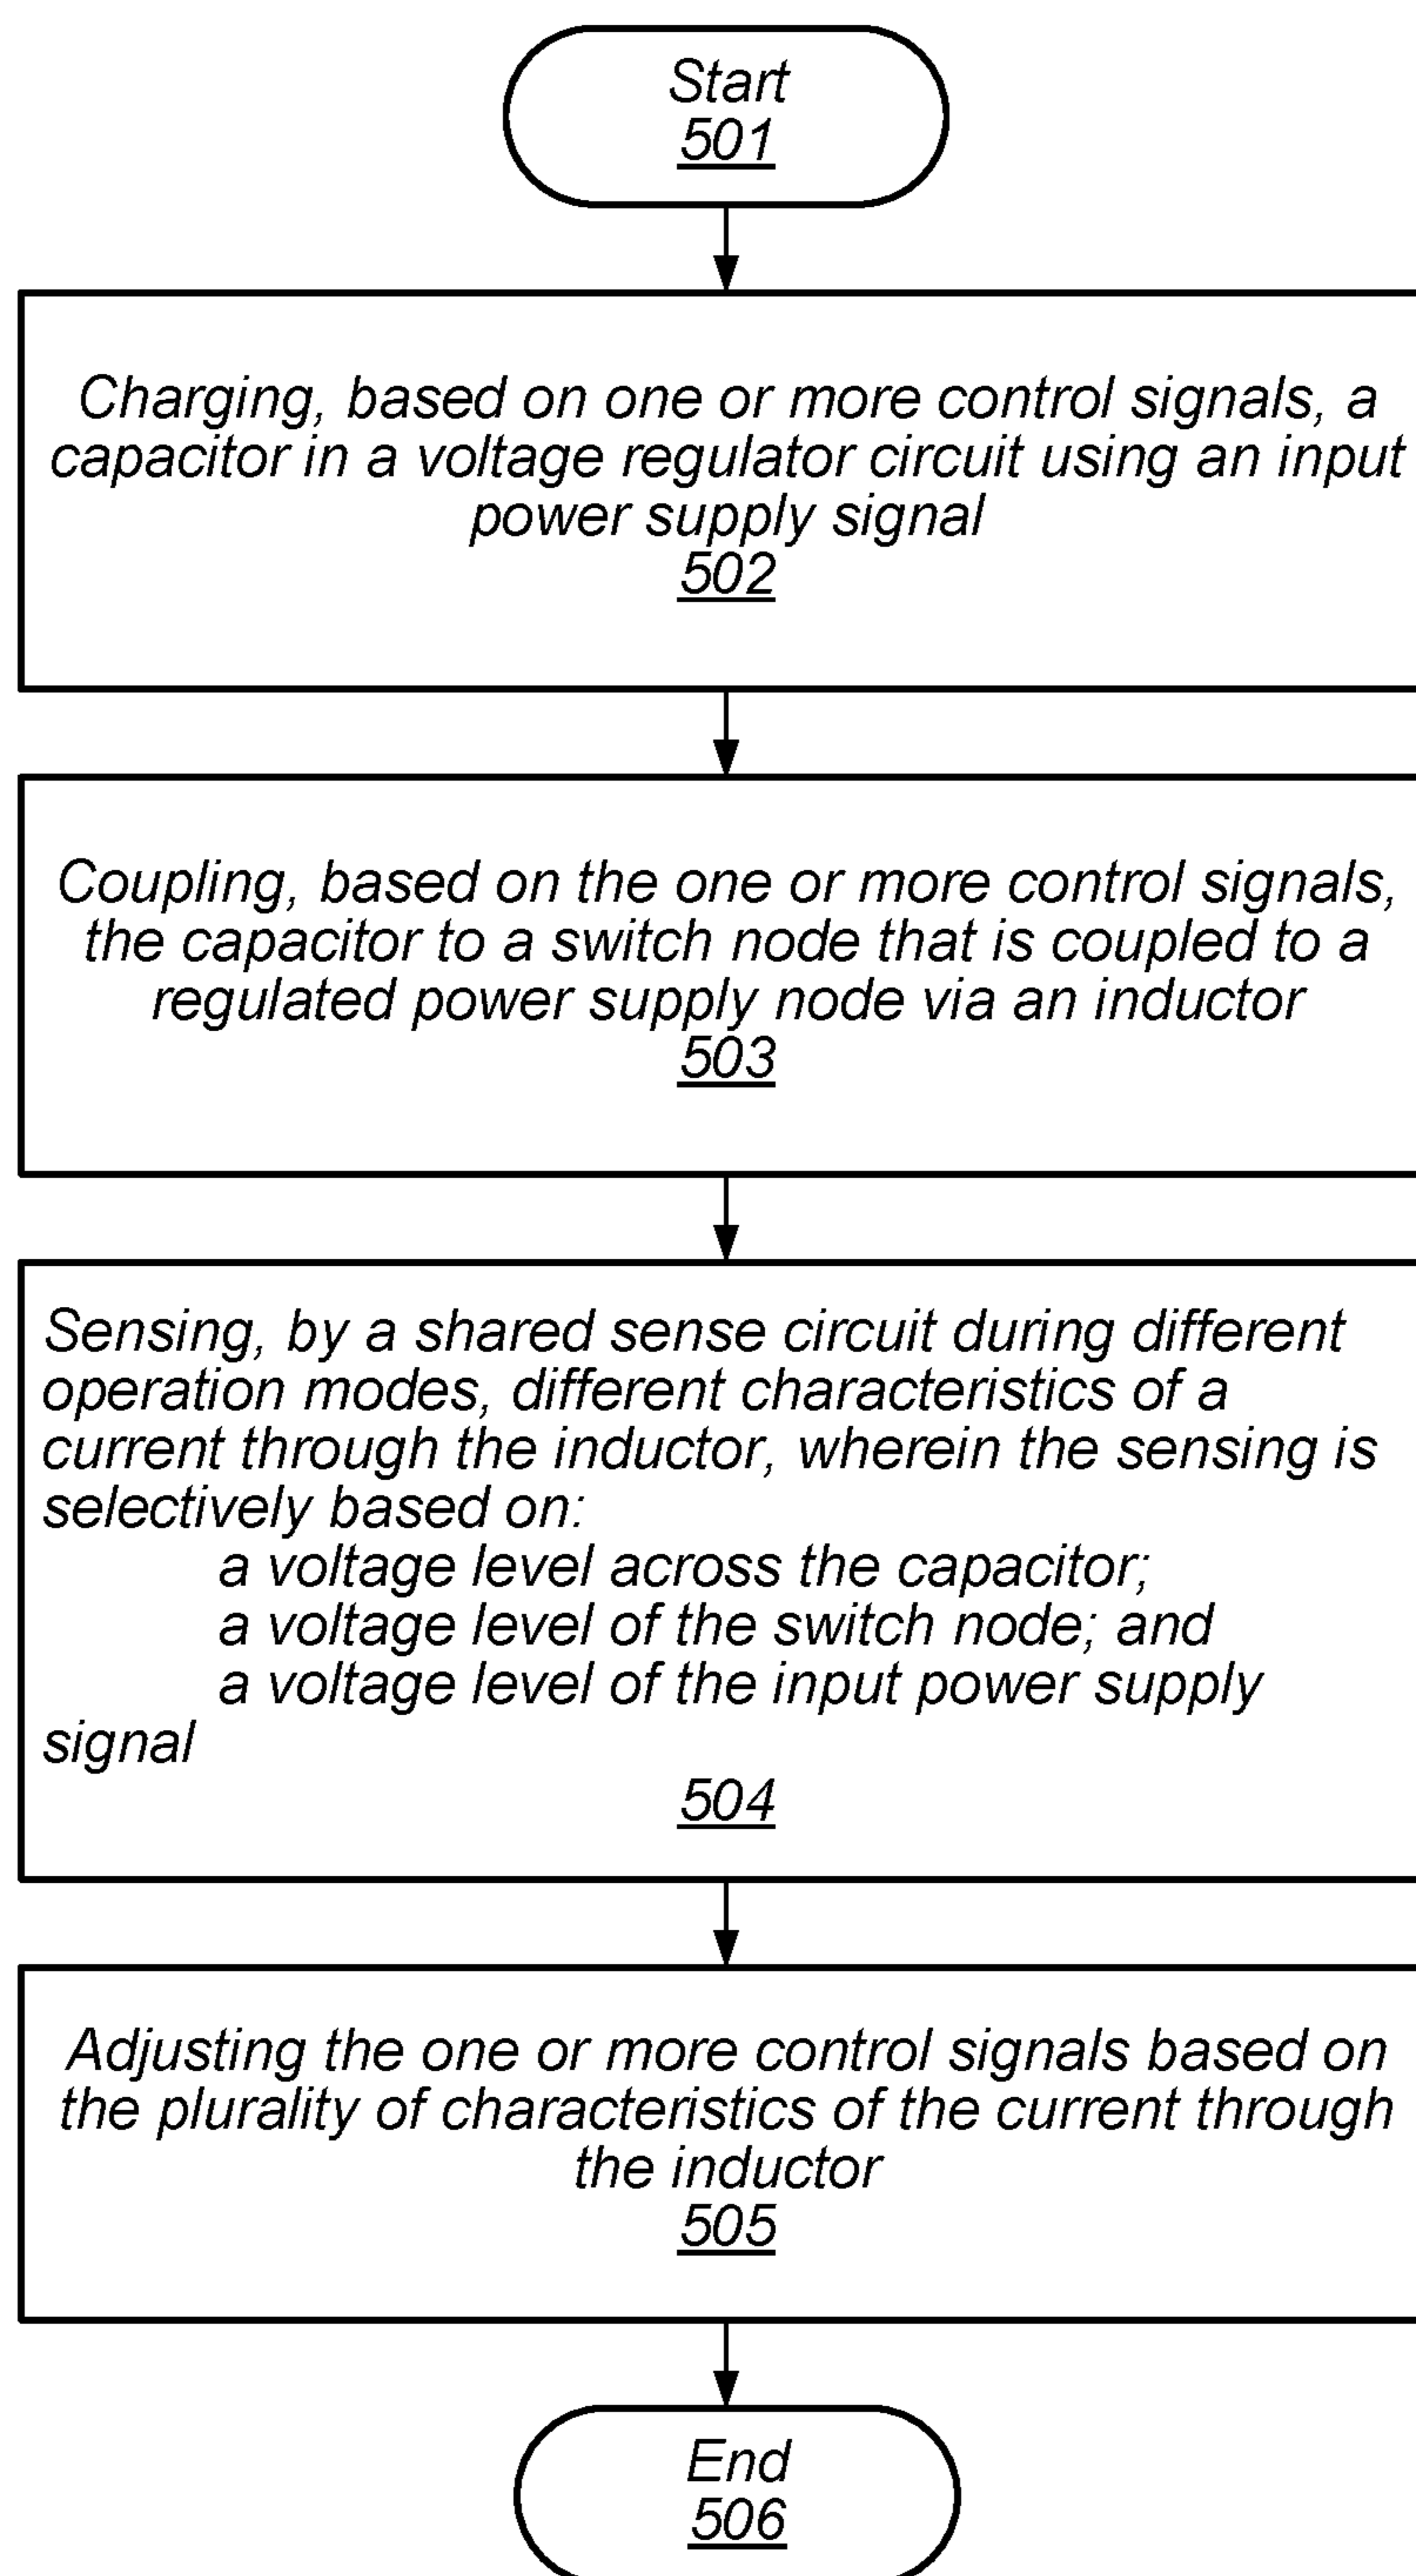 Start
501
Charging, based on one or more control signals, a
capacitor in a voltage regulator circuit using an input
power supply signal
502
Coupling, based on the one or more control signals,
the capacitor to a switch node that is coupled to a
regulated power supply node via an inductor
503
Sensing, by a shared sense circuit during different
operation modes, different characteristics of a
current through the inductor, wherein the sensing is
selectively based on:
a voltage level across the capacitor;
a voltage level of the switch node; and
a voltage level of the input power supply
signal
504
Adjusting the one or more control signals based on
the plurality of characteristics of the current through
the inductor
505
End
506